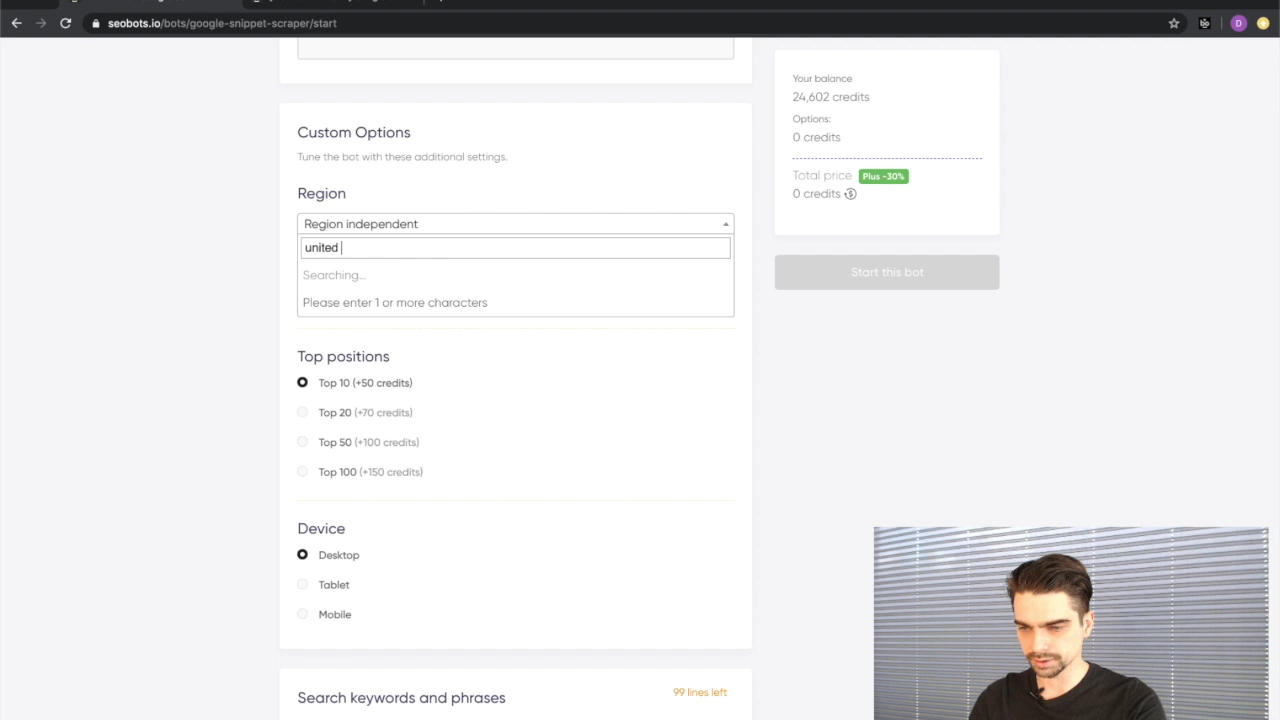 seobots.io/bots/google-snippet-scraper/start
D
Your balance
24,602 credits
Options:
0 credits
Total price Plus -30%
0 credits
Start this bot
Custom Options
Tune the bot with these additional settings.
Region
Region independent
united
Searching...
Please enter 1 or more characters
Top positions
Top 10 (+50 credits)
Top 20 (+70 credits)
Top 50 (+100 credits)
Top 100 (+150 credits)
Device
Desktop
Tablet
Mobile
Search keywords and phrases
99 lines left